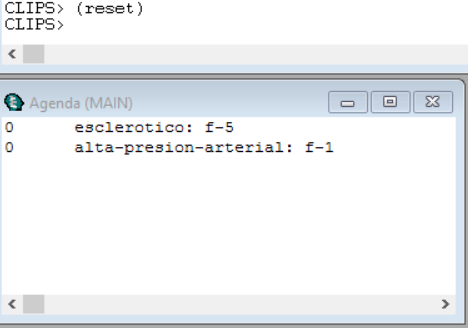 CLIPS> (reset)
CLIPS>
Agenda (MAIN)
0 esclerotico: f-5
0 alta-presion-arterial: f-1